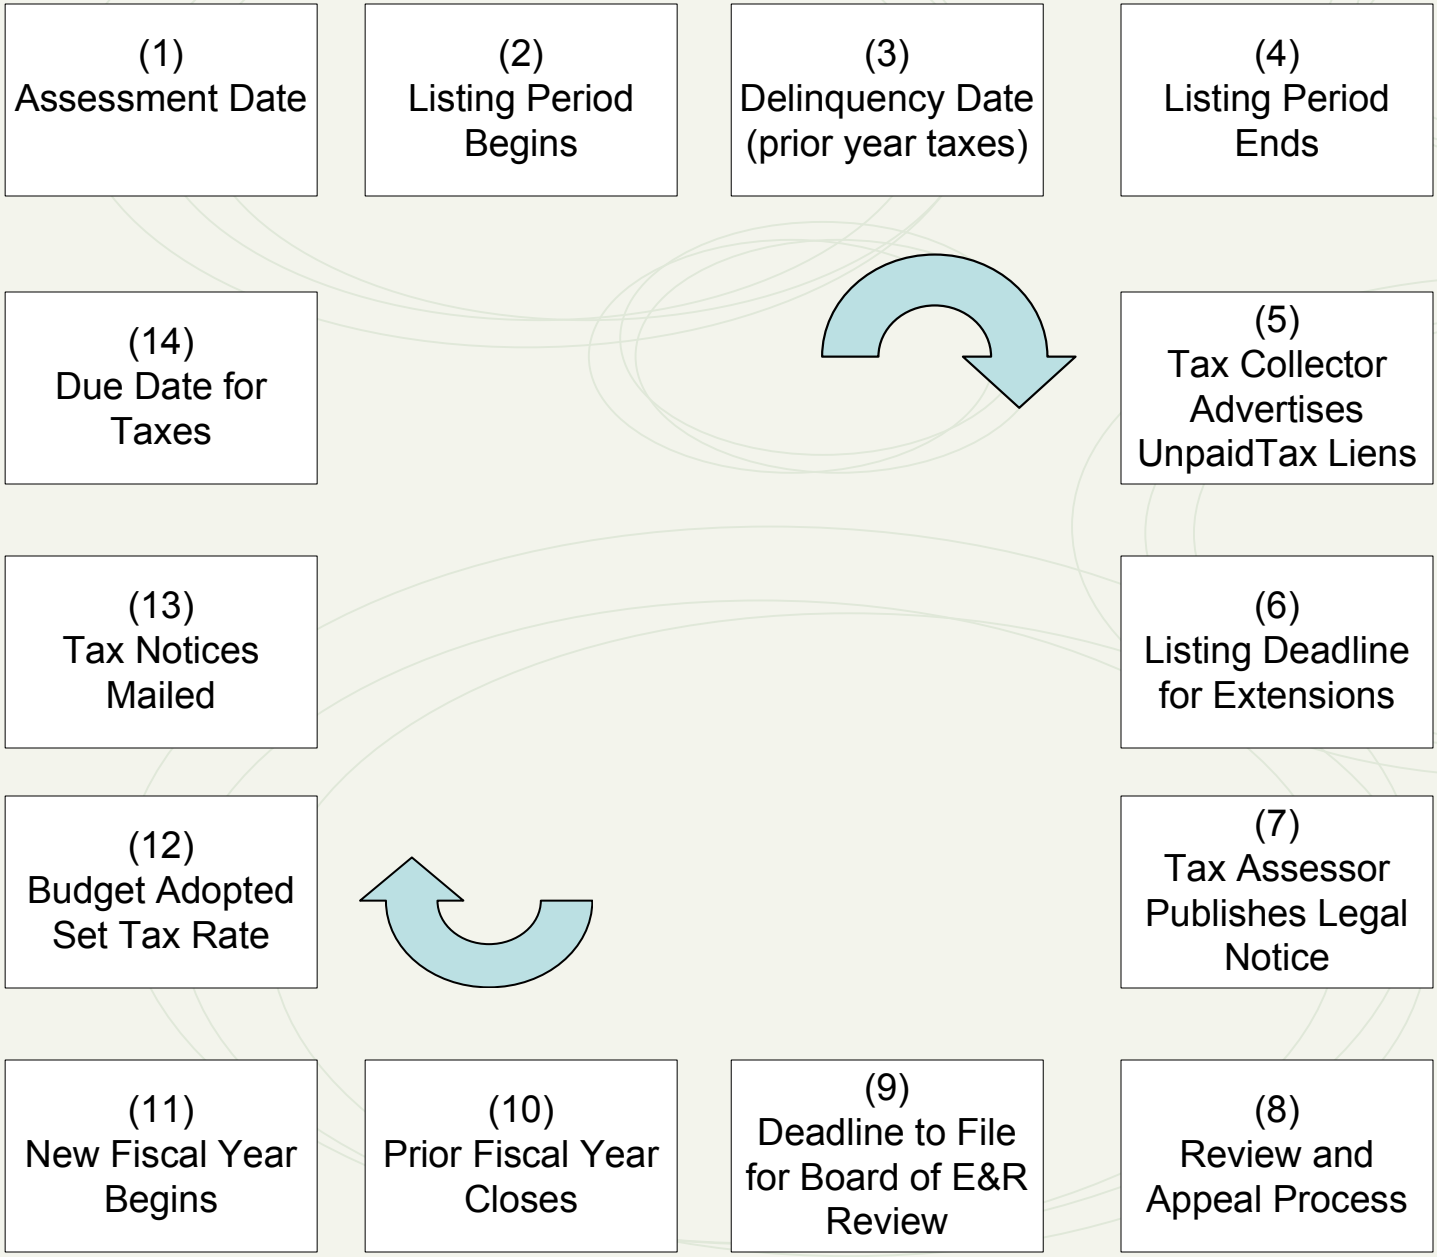 (1)
Assessment Date
(2)
Listing Period
Begins
(3)
Delinquency Date
(prior year taxes)
(4)
Listing Period
Ends
(5)
Tax Collector
Advertises
UnpaidTax Liens
(6)
Listing Deadline
for Extensions
(7)
Tax Assessor
Publishes Legal
Notice
(8)
Review and
Appeal Process
(9)
Deadline to File
for Board of E&R
Review
(10)
Prior Fiscal Year
Closes
(11)
New Fiscal Year
Begins
(12)
Budget Adopted
Set Tax Rate
(13)
Tax Notices
Mailed
(14)
Due Date for
Taxes